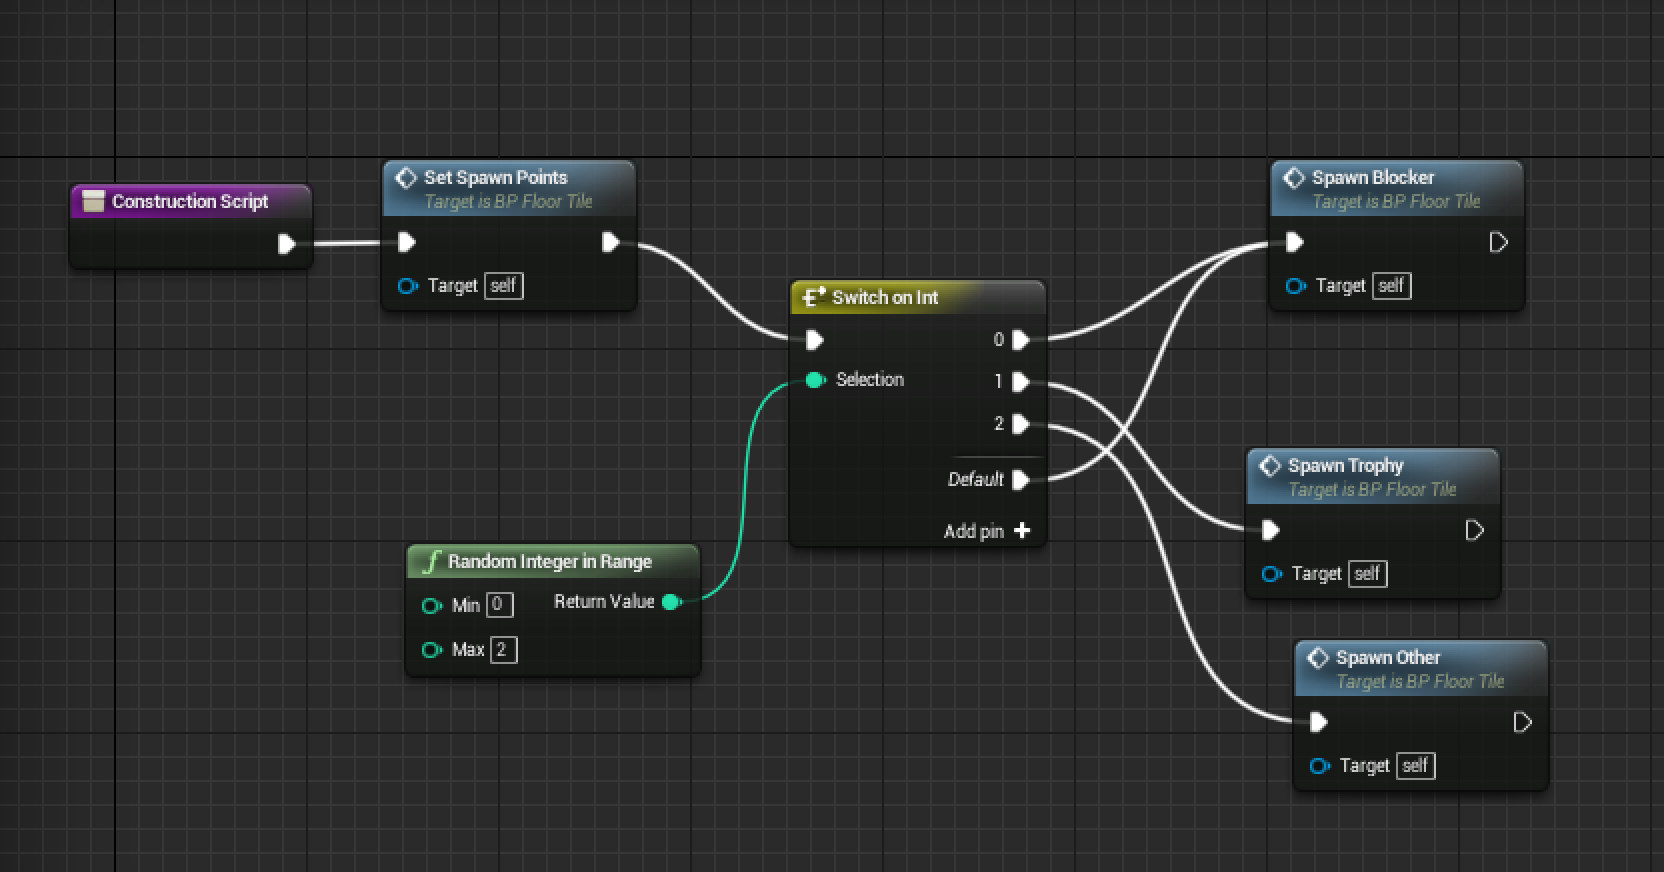 Construction Script
Set Spawn Points
Target is BP Floor Tile
Target self
Switch on Int
0
Selection
1
2
Default
Add pin
Random Integer in Range
Min 0
Return Value
Max 2
Spawn Blocker
Target is BP Floor Tile
Target self
Spawn Trophy
Target is BP Floor Tile
Target self
Spawn Other
Target is BP Floor Tile
Target self